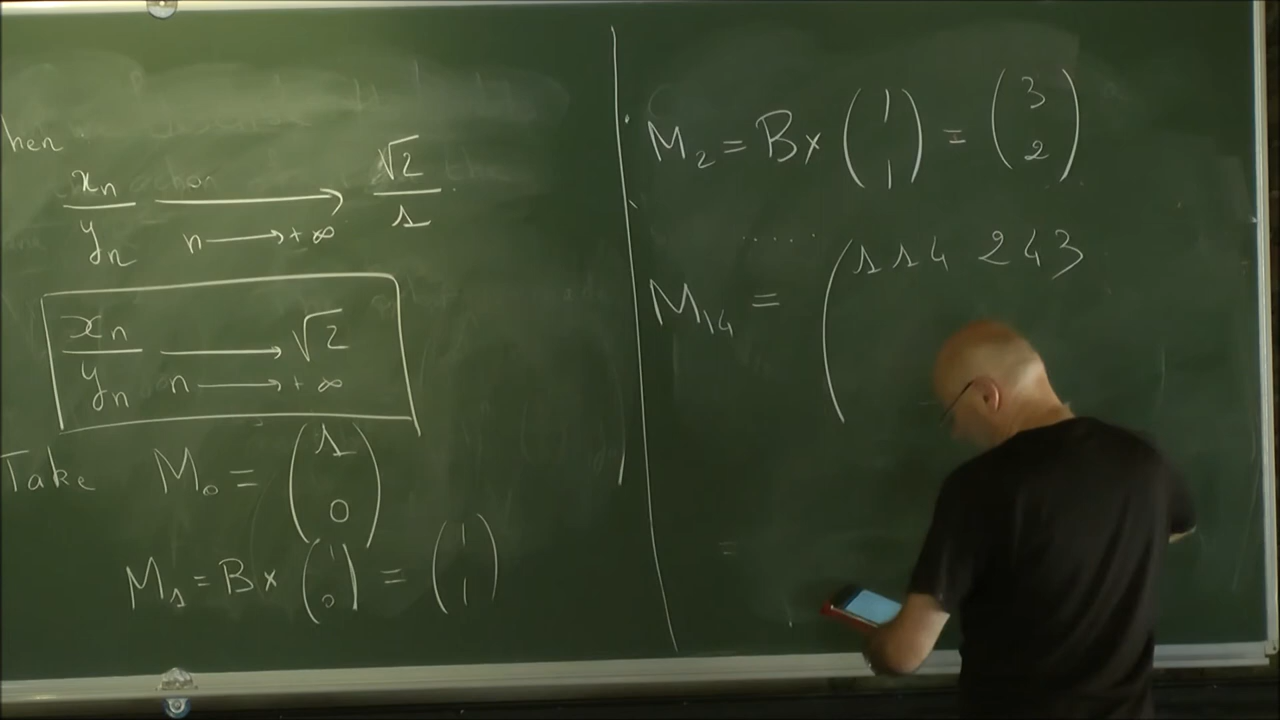 hen
xₙ/yₙ ⟶ √2/1
n ⟶ +∞
xₙ/yₙ ⟶ √2
n ⟶ +∞
Take M₀ = (1 0)
M₁ = B × (1 0) = (1 1)
M₂ = B × (1 1) = (3 2)
.....
M₁₄ = (114 243
=